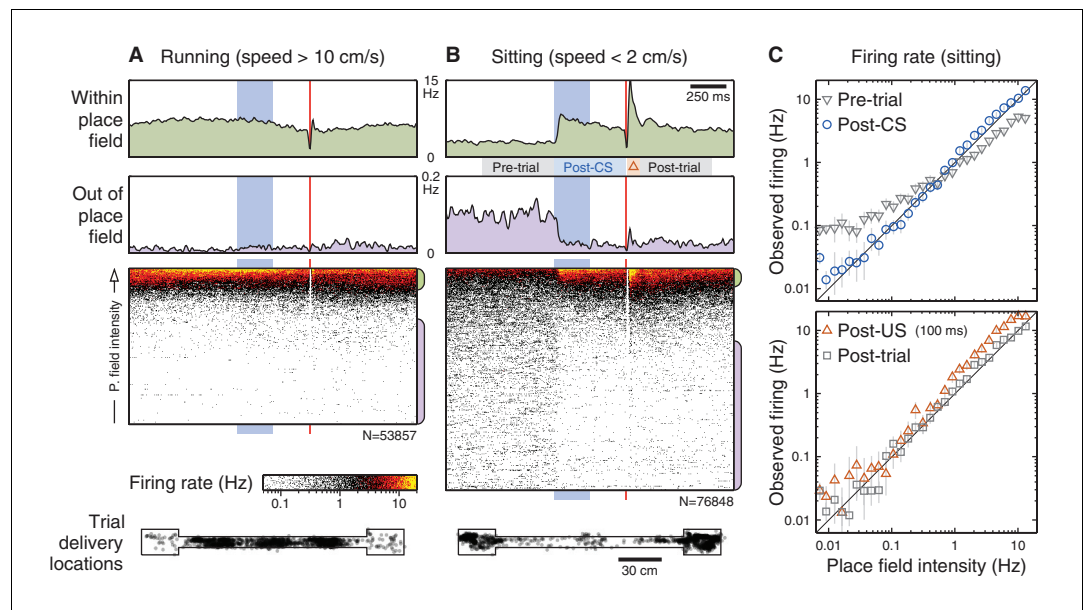 A Running (speed > 10 cm/s)
B Sitting (speed < 2 cm/s)
C Firing rate (sitting)
Within
place
field
15
Hz
0
250 ms
Pre-trial
Post-CS
Post-trial
Out of
place
field
0.2
Hz
0
P. field intensity
N=53857
N=76848
Firing rate (Hz)
0.1
1
10
Trial
delivery
locations
30 cm
Observed firing (Hz)
10
1
0.1
0.01
Pre-trial
Post-CS
Observed firing (Hz)
10
1
0.1
0.01
Post-US (100 ms)
Post-trial
0.01
0.1
1
10
Place field intensity (Hz)